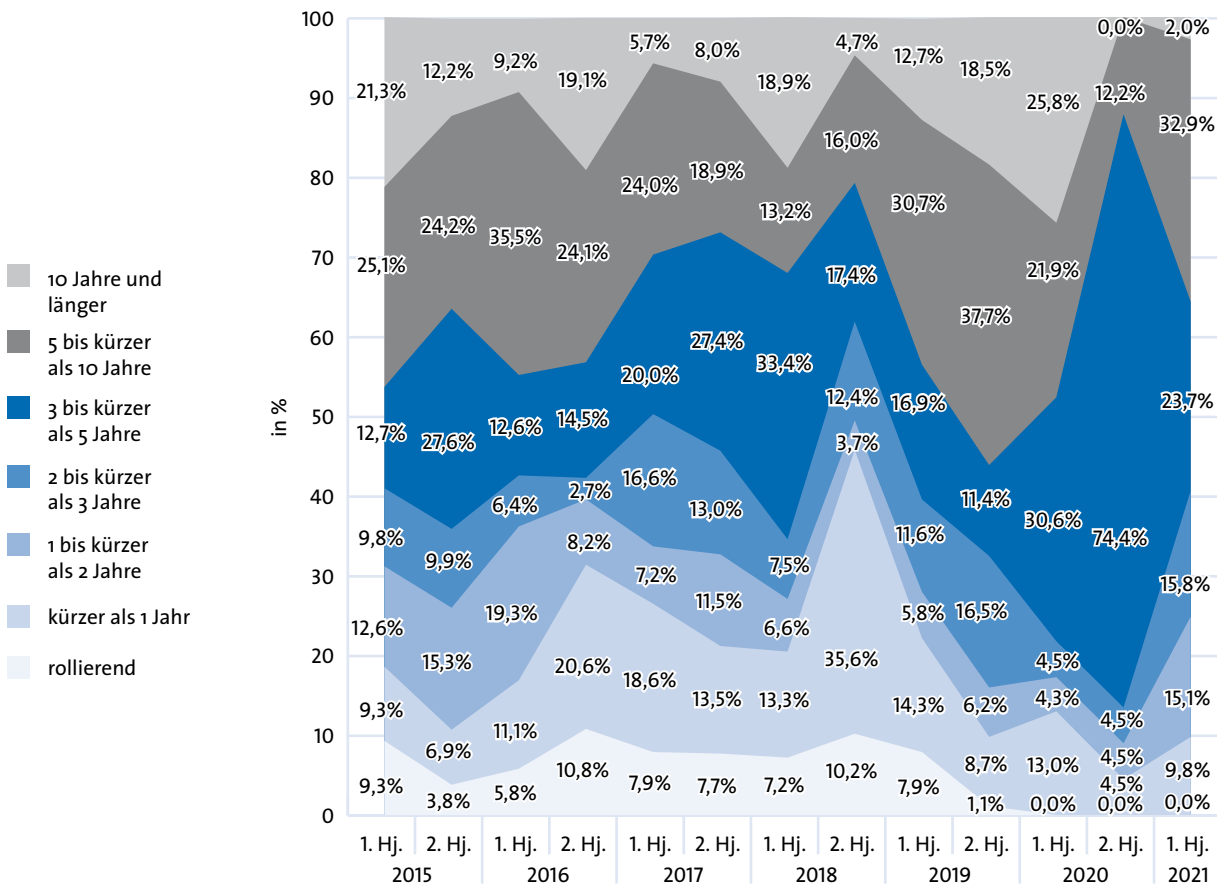 10 Jahre und
länger
5 bis kürzer
als 10 Jahre
3 bis kürzer
als 5 Jahre
2 bis kürzer
als 3 Jahre
1 bis kürzer
als 2 Jahre
kürzer als 1 Jahr
rollierend
in %
100
90
80
70
60
50
40
30
20
10
0
21,3% 12,2% 9,2% 19,1% 5,7% 8,0% 18,9% 4,7% 12,7% 18,5% 25,8% 0,0% 2,0%
25,1% 24,2% 35,5% 24,1% 24,0% 18,9% 13,2% 16,0% 30,7% 37,7% 21,9% 12,2% 32,9%
12,7% 27,6% 12,6% 14,5% 20,0% 27,4% 33,4% 17,4% 16,9% 11,4% 30,6% 74,4% 23,7%
9,8% 9,9% 6,4% 2,7% 16,6% 13,0% 7,5% 12,4% 11,6% 16,5% 4,5% 4,5% 15,8%
12,6% 15,3% 19,3% 8,2% 7,2% 11,5% 6,6% 3,7% 5,8% 6,2% 4,3% 4,5% 15,1%
9,3% 6,9% 11,1% 20,6% 18,6% 13,5% 13,3% 35,6% 14,3% 8,7% 13,0% 4,5% 9,8%
9,3% 3,8% 5,8% 10,8% 7,9% 7,7% 7,2% 10,2% 7,9% 1,1% 0,0% 0,0% 0,0%
1. Hj. 2. Hj. 1. Hj. 2. Hj. 1. Hj. 2. Hj. 1. Hj. 2. Hj. 1. Hj. 2. Hj. 1. Hj. 2. Hj. 1. Hj.
2015 2016 2017 2018 2019 2020 2021